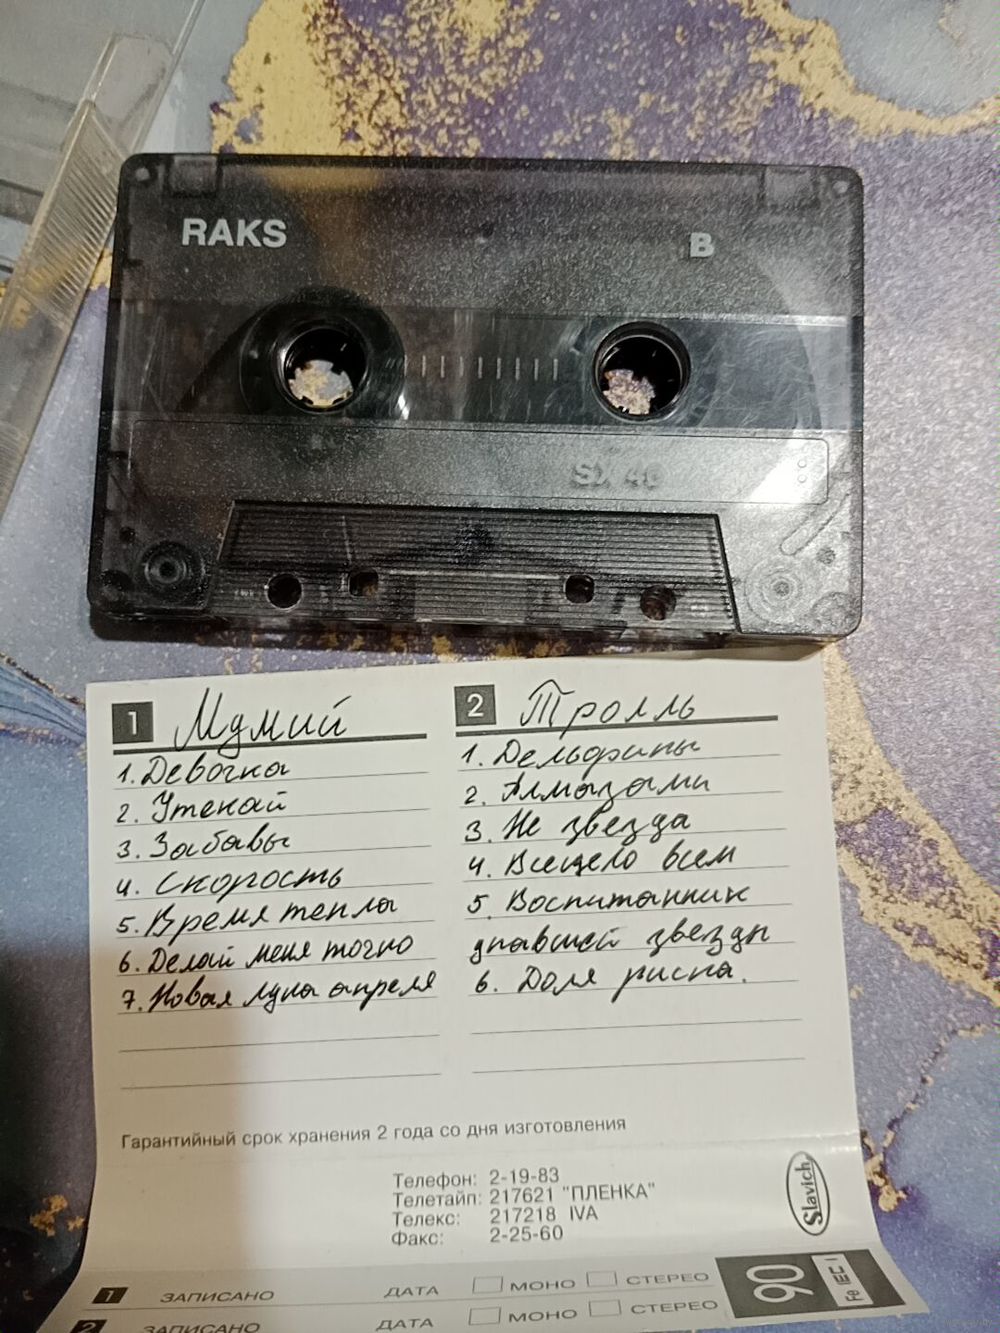 RAKS
B
SX 46
1 Мумий
1. Девочка
2. Утекай
3. Забавы
4. Скорость
5. Время тепла
6. Делай меня точно
7. Новая луна апреля
2 Тролль
1. Дельфины
2. Алмазами
3. Не звезда
4. Всецело всем
5. Воспитанник
упавшей звезды
6. Доля риска.
Гарантийный срок хранения 2 года со дня изготовления
Телефон: 2-19-83
Телетайп: 217621 "ПЛЕНКА"
Телекс: 217218 IVA
Факс: 2-25-60
Slavich
1 ЗАПИСАНО ДАТА МОНО СТЕРЕО
2 ЗАПИСАНО ДАТА МОНО СТЕРЕО
90
Fe IEC I